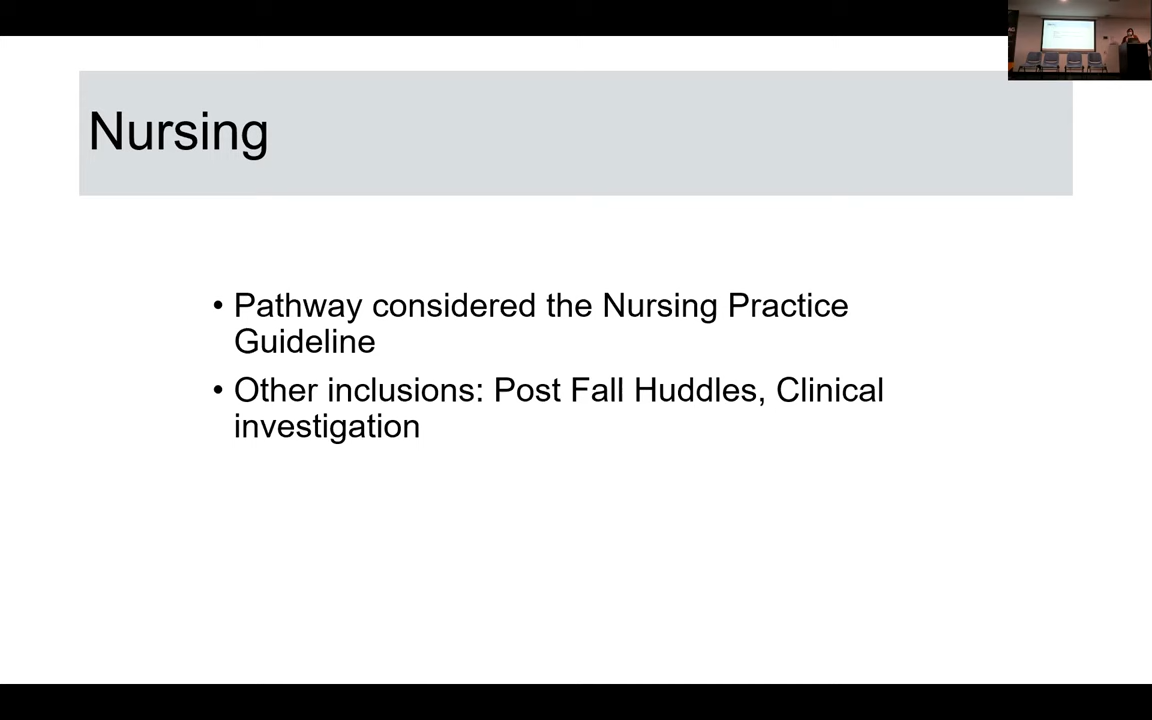 Nursing
• Pathway considered the Nursing Practice
Guideline
• Other inclusions: Post Fall Huddles, Clinical
investigation